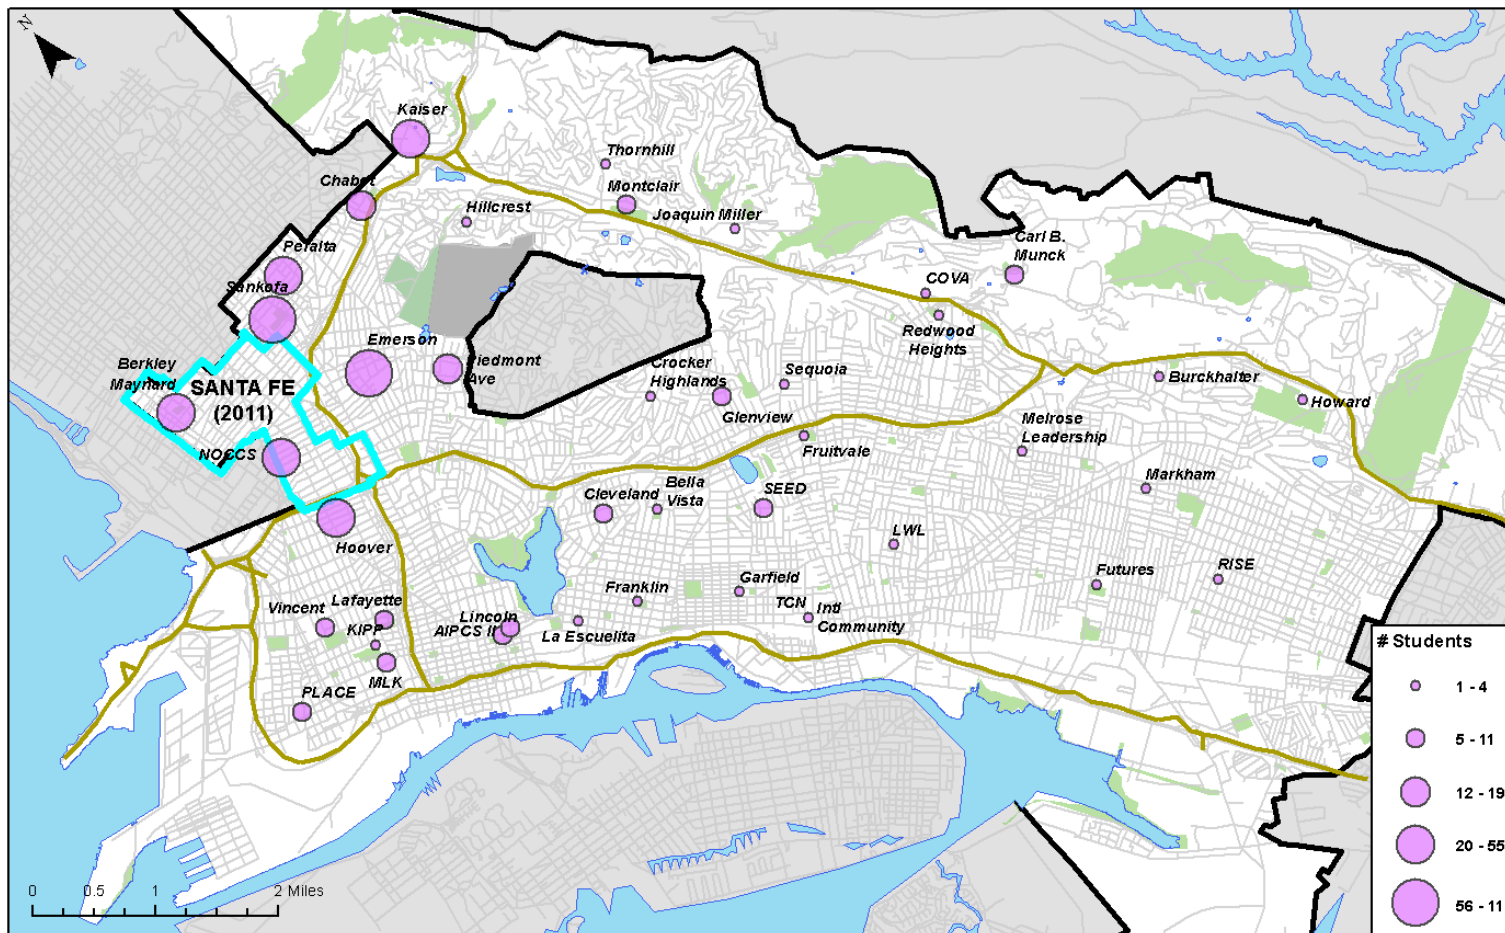 N
Kaiser
Thornhill
Chabot
Montclair
Hillcrest
Joaquin Miller
Peralta
Carl B.
Munck
Sankofa
COVA
Emerson
Redwood
Heights
Berkley
Maynard
Piedmont
Ave
Crocker
Highlands
Sequoia
Burckhalter
SANTA FE
(2011)
Glenview
Howard
Melrose
Leadership
Fruitvale
NOCCS
Markham
Bella
Vista
Cleveland
SEED
Hoover
LWL
Futures
RISE
Franklin
Garfield
Vincent
Lafayette
TCN
Intl
Community
Lincoln
AIPCS II
KIPP
La Escuelita
MLK
PLACE
# Students
1 - 4
5 - 11
12 - 19
20 - 55
56 - 11
0 0.5 1 2 Miles